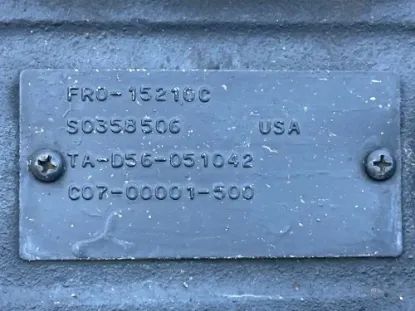 FRO-15210C
S0358506 USA
TA-D56-051042
C07-00001-500